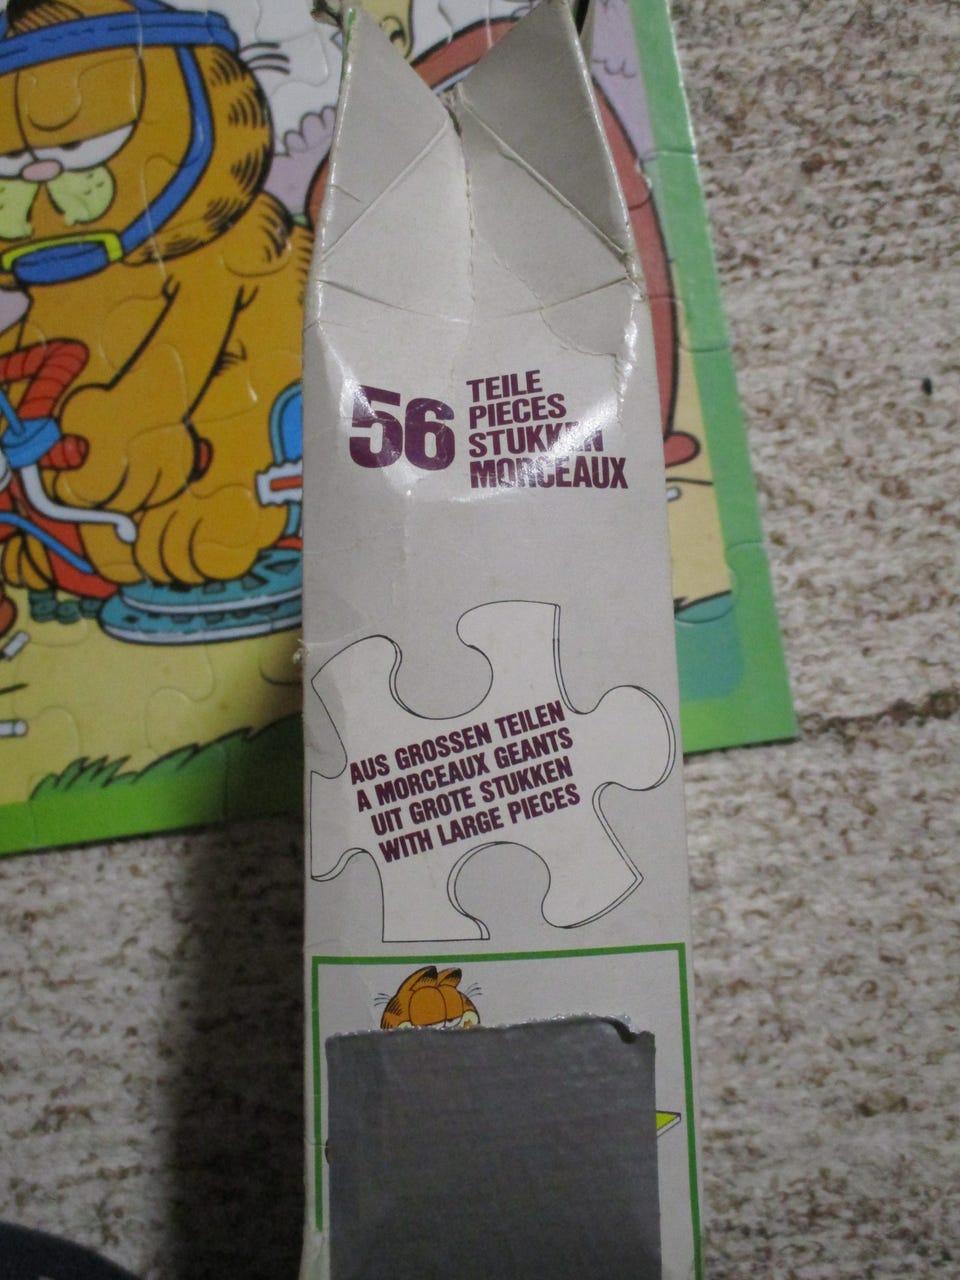 56 TEILE
PIECES
STUKKEN
MORCEAUX
AUS GROSSEN TEILEN
A MORCEAUX GEANTS
UIT GROTE STUKKEN
WITH LARGE PIECES